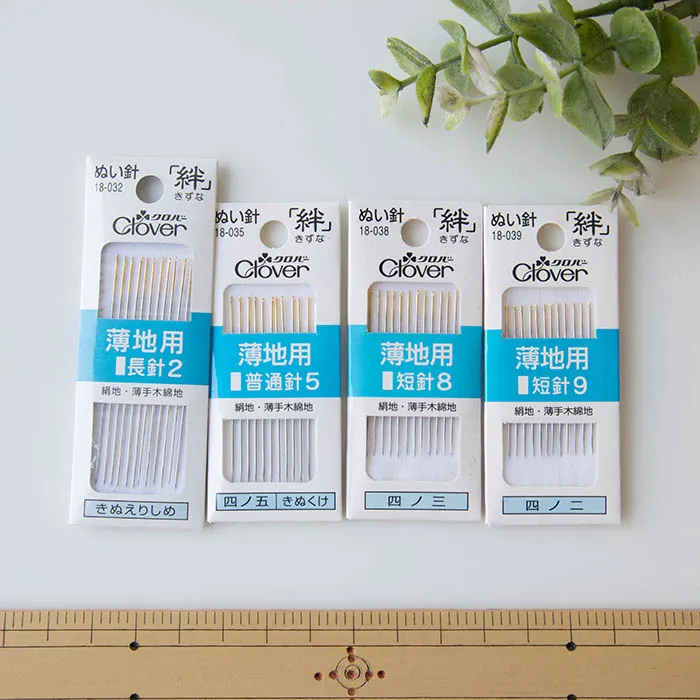 ぬい針
18-032
「絆」
きずな
クロバー
Clover
薄地用
長針2
絹地・薄手木綿地
きぬえりしめ
ぬい針
18-035
「絆」
きずな
クロバー
Clover
薄地用
普通針5
絹地・薄手木綿地
四ノ五 きぬくけ
ぬい針
18-038
「絆」
きずな
クロバー
Clover
薄地用
短針8
絹地・薄手木綿地
四ノ三
ぬい針
18-039
「絆」
きずな
クロバー
Clover
薄地用
短針9
絹地・薄手木綿地
四ノ二